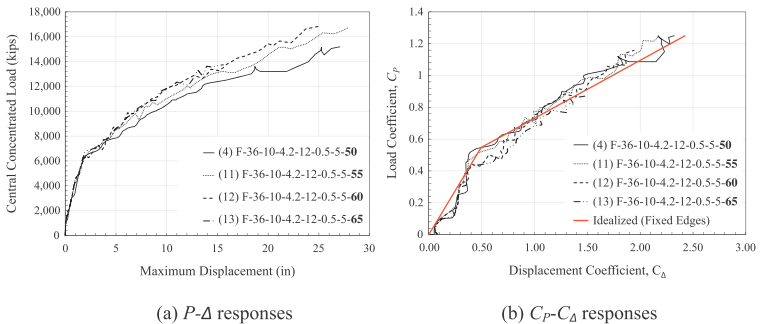 18,000
16,000
14,000
12,000
10,000
8,000
6,000
4,000
2,000
0
Central Concentrated Load (kips)
(4) F-36-10-4.2-12-0.5-5-50
(11) F-36-10-4.2-12-0.5-5-55
(12) F-36-10-4.2-12-0.5-5-60
(13) F-36-10-4.2-12-0.5-5-65
0 5 10 15 20 25 30
Maximum Displacement (in)
(a) P-Δ responses
1.4
1.2
1
0.8
0.6
0.4
0.2
0
Load Coefficient, CP
(4) F-36-10-4.2-12-0.5-5-50
(11) F-36-10-4.2-12-0.5-5-55
(12) F-36-10-4.2-12-0.5-5-60
(13) F-36-10-4.2-12-0.5-5-65
Idealized (Fixed Edges)
0.00 0.50 1.00 1.50 2.00 2.50 3.00
Displacement Coefficient, CΔ
(b) CP-CΔ responses